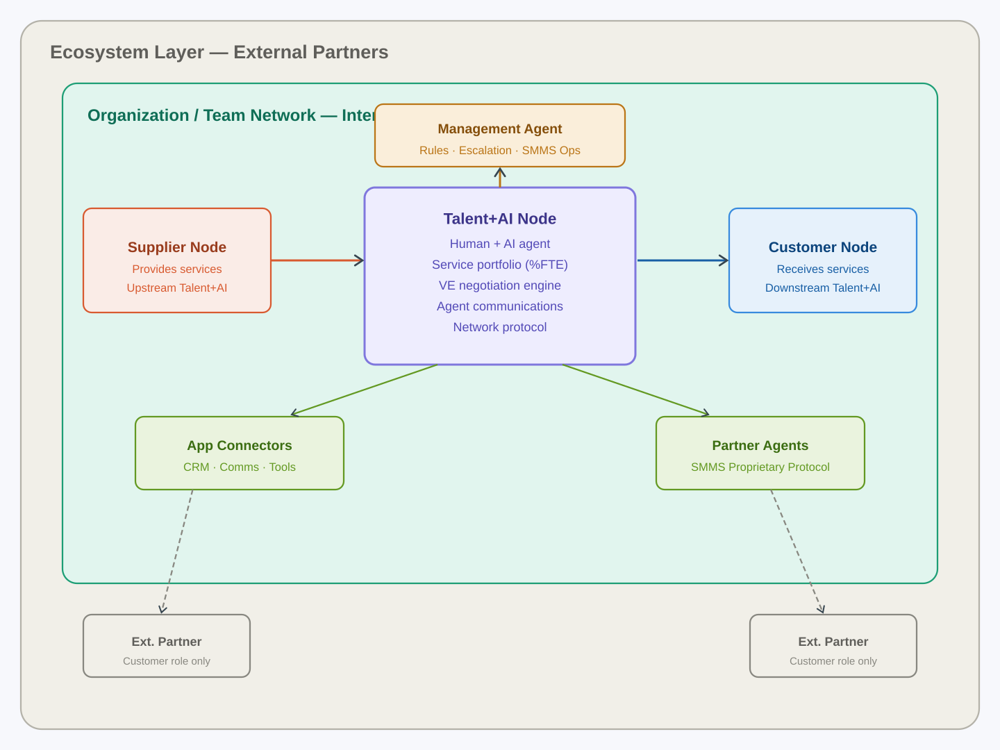 Ecosystem Layer — External Partners
Organization / Team Network — Inter
Management Agent
Rules · Escalation · SMMS Ops
Talent+AI Node
Human + AI agent
Service portfolio (%FTE)
VE negotiation engine
Agent communications
Network protocol
Supplier Node
Provides services
Upstream Talent+AI
Customer Node
Receives services
Downstream Talent+AI
App Connectors
CRM · Comms · Tools
Partner Agents
SMMS Proprietary Protocol
Ext. Partner
Customer role only
Ext. Partner
Customer role only